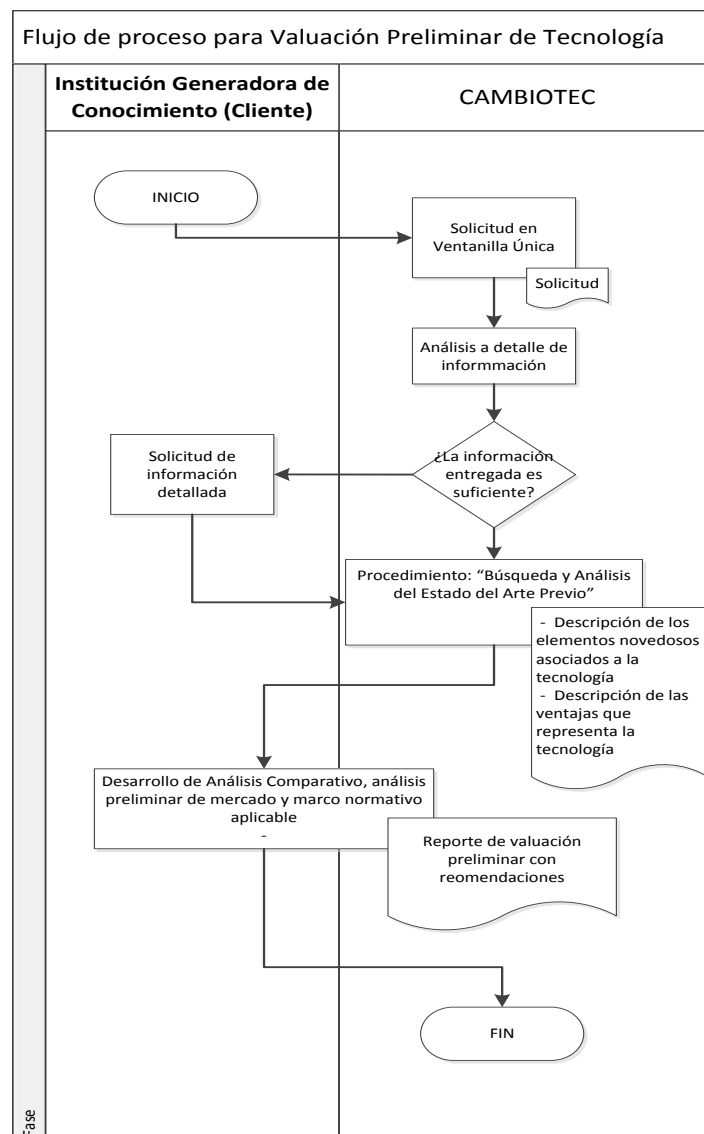 Flujo de proceso para Valuación Preliminar de Tecnología
Institución Generadora de
Conocimiento (Cliente)
CAMBIOTEC
INICIO
Solicitud en
Ventanilla Única
Solicitud
Análisis a detalle de
informmación
¿La información
entregada es
suficiente?
Solicitud de
información
detallada
Procedimiento: “Búsqueda y Análisis
del Estado del Arte Previo”
- Descripción de los
elementos novedosos
asociados a la
tecnología
- Descripción de las
ventajas que
representa la
tecnología
Desarrollo de Análisis Comparativo, análisis
preliminar de mercado y marco normativo
aplicable
-
Reporte de valuación
preliminar con
reomendaciones
FIN
Fase